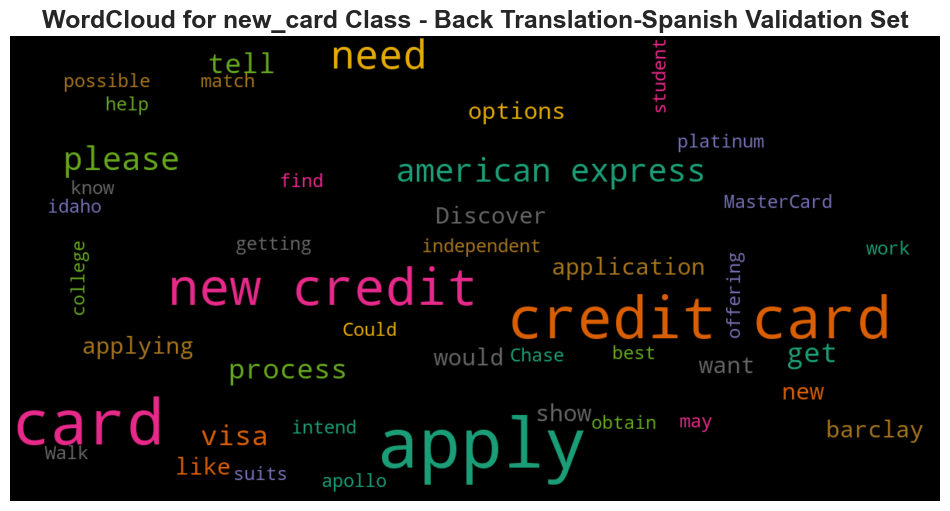 WordCloud for new_card Class - Back Translation-Spanish Validation Set
need
tell
student
possible
match
help
options
platinum
please
american express
find
know
idaho
MasterCard
Discover
college
getting
independent
work
application
offering
new credit
credit card
Could
applying
would
Chase
best
get
process
want
new
card
show
obtain
may
visa
intend
apply
barclay
Walk
like
suits
apollo